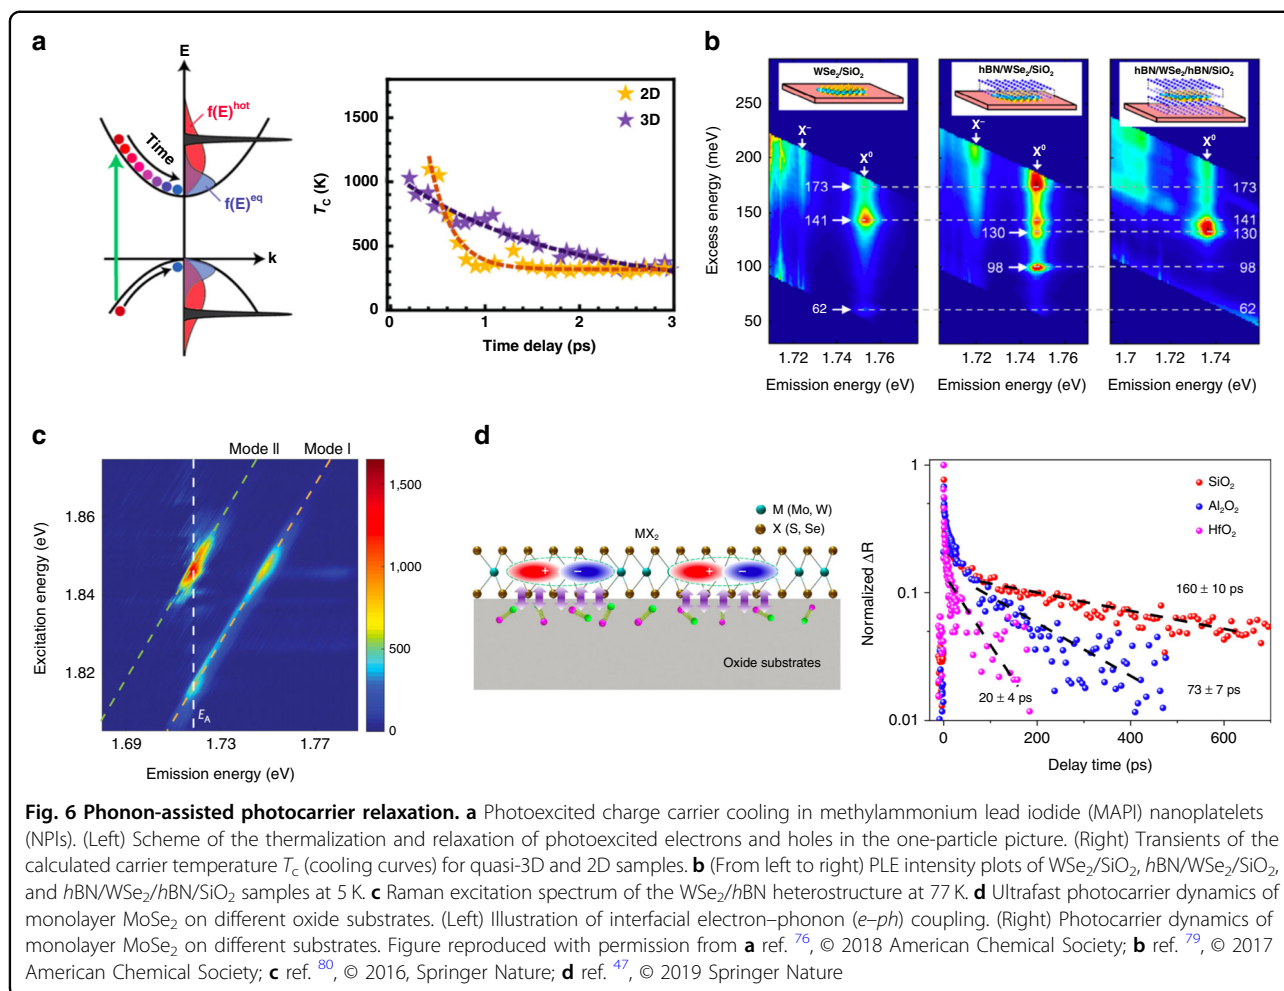 a
E
f(E)^hot
Time
f(E)^eq
k
2D
3D
1500
1000
500
0
T_C (K)
0
1
2
3
Time delay (ps)
b
WSe₂/SiO₂
hBN/WSe₂/SiO₂
hBN/WSe₂/hBN/SiO₂
X⁻
X⁰
X⁻
X⁰
X⁰
250
200
150
100
50
Excess energy (meV)
173
141
62
130
98
173
141
130
98
62
1.72 1.74 1.76
1.72 1.74 1.76
1.7 1.72 1.74
Emission energy (eV)
Emission energy (eV)
Emission energy (eV)
c
Mode II
Mode I
1.86
1.84
1.82
Excitation energy (eV)
E_A
1.69 1.73 1.77
Emission energy (eV)
1,500
1,000
500
0
d
M (Mo, W)
X (S, Se)
MX₂
+ −
+ −
Oxide substrates
1
0.1
0.01
Normalized ΔR
SiO₂
Al₂O₂
HfO₂
160 ± 10 ps
73 ± 7 ps
20 ± 4 ps
0 200 400 600
Delay time (ps)
Fig. 6 Phonon-assisted photocarrier relaxation. a Photoexcited charge carrier cooling in methylammonium lead iodide (MAPI) nanoplatelets
(NPIs). (Left) Scheme of the thermalization and relaxation of photoexcited electrons and holes in the one-particle picture. (Right) Transients of the
calculated carrier temperature T_c (cooling curves) for quasi-3D and 2D samples. b (From left to right) PLE intensity plots of WSe₂/SiO₂, hBN/WSe₂/SiO₂,
and hBN/WSe₂/hBN/SiO₂ samples at 5 K. c Raman excitation spectrum of the WSe₂/hBN heterostructure at 77 K. d Ultrafast photocarrier dynamics of
monolayer MoSe₂ on different oxide substrates. (Left) Illustration of interfacial electron–phonon (e–ph) coupling. (Right) Photocarrier dynamics of
monolayer MoSe₂ on different substrates. Figure reproduced with permission from a ref. ⁷⁶, © 2018 American Chemical Society; b ref. ⁷⁹, © 2017
American Chemical Society; c ref. ⁸⁰, © 2016, Springer Nature; d ref. ⁴⁷, © 2019 Springer Nature